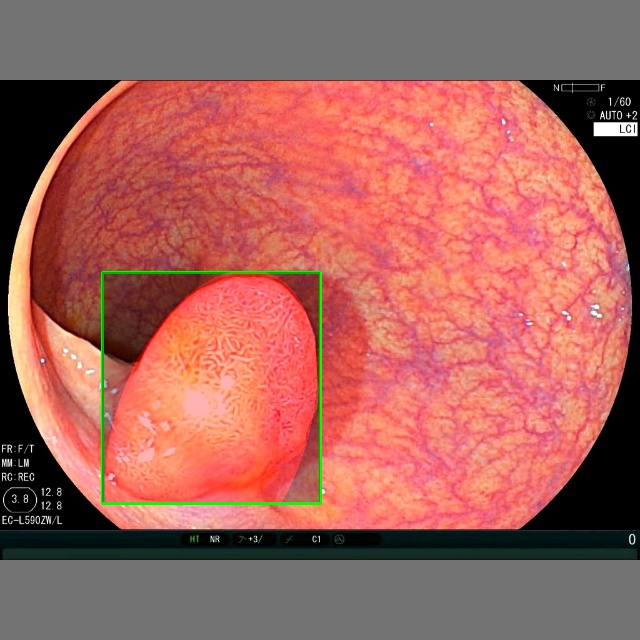 N F
1/60
AUTO +2
LCI
FR:F/T
MM:LM
RC:REC
3.8
12.8
12.8
EC-L590ZW/L
HT NR +3/ C1
0